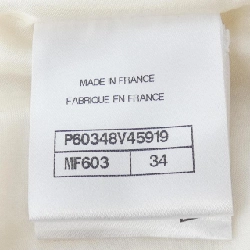 MADE IN FRANCE
FABRIQUE EN FRANCE
P60348V45919
MF603 34